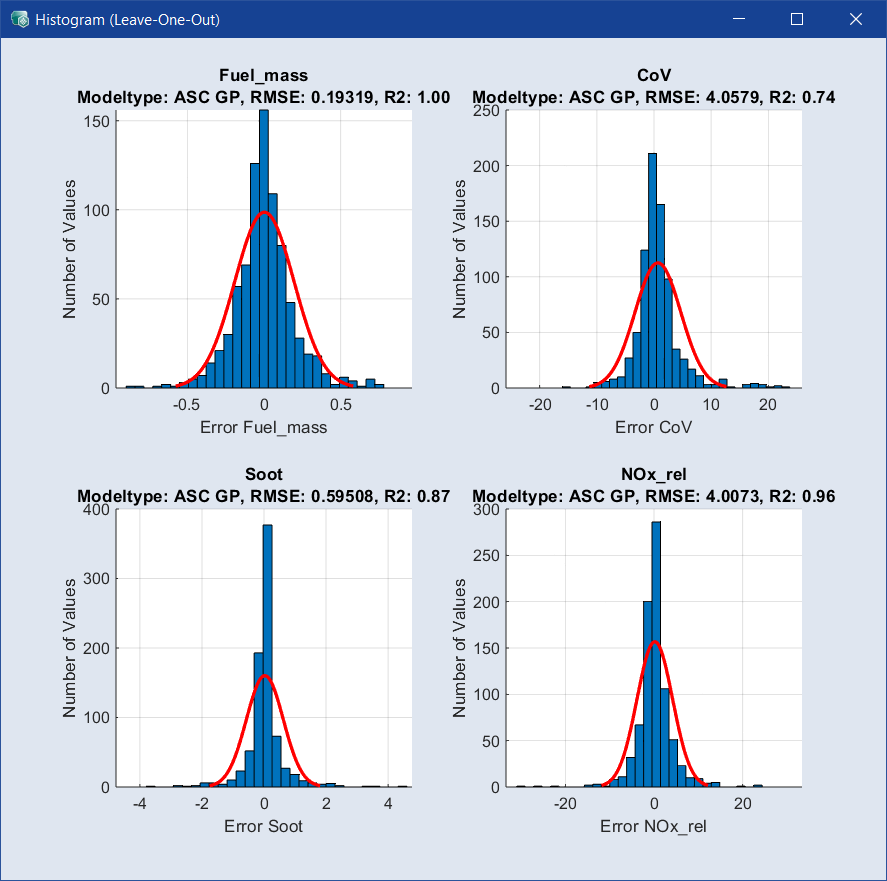 Histogram (Leave-One-Out)
Fuel_mass
Modeltype: ASC GP, RMSE: 0.19319, R2: 1.00
150
100
50
0
-0.5
0
0.5
Number of Values
Error Fuel_mass
CoV
Modeltype: ASC GP, RMSE: 4.0579, R2: 0.74
250
200
150
100
50
0
-20
-10
0
10
20
Number of Values
Error CoV
Soot
Modeltype: ASC GP, RMSE: 0.59508, R2: 0.87
400
300
200
100
0
-4
-2
0
2
4
Number of Values
Error Soot
NOx_rel
Modeltype: ASC GP, RMSE: 4.0073, R2: 0.96
300
250
200
150
100
50
0
-20
0
20
Number of Values
Error NOx_rel